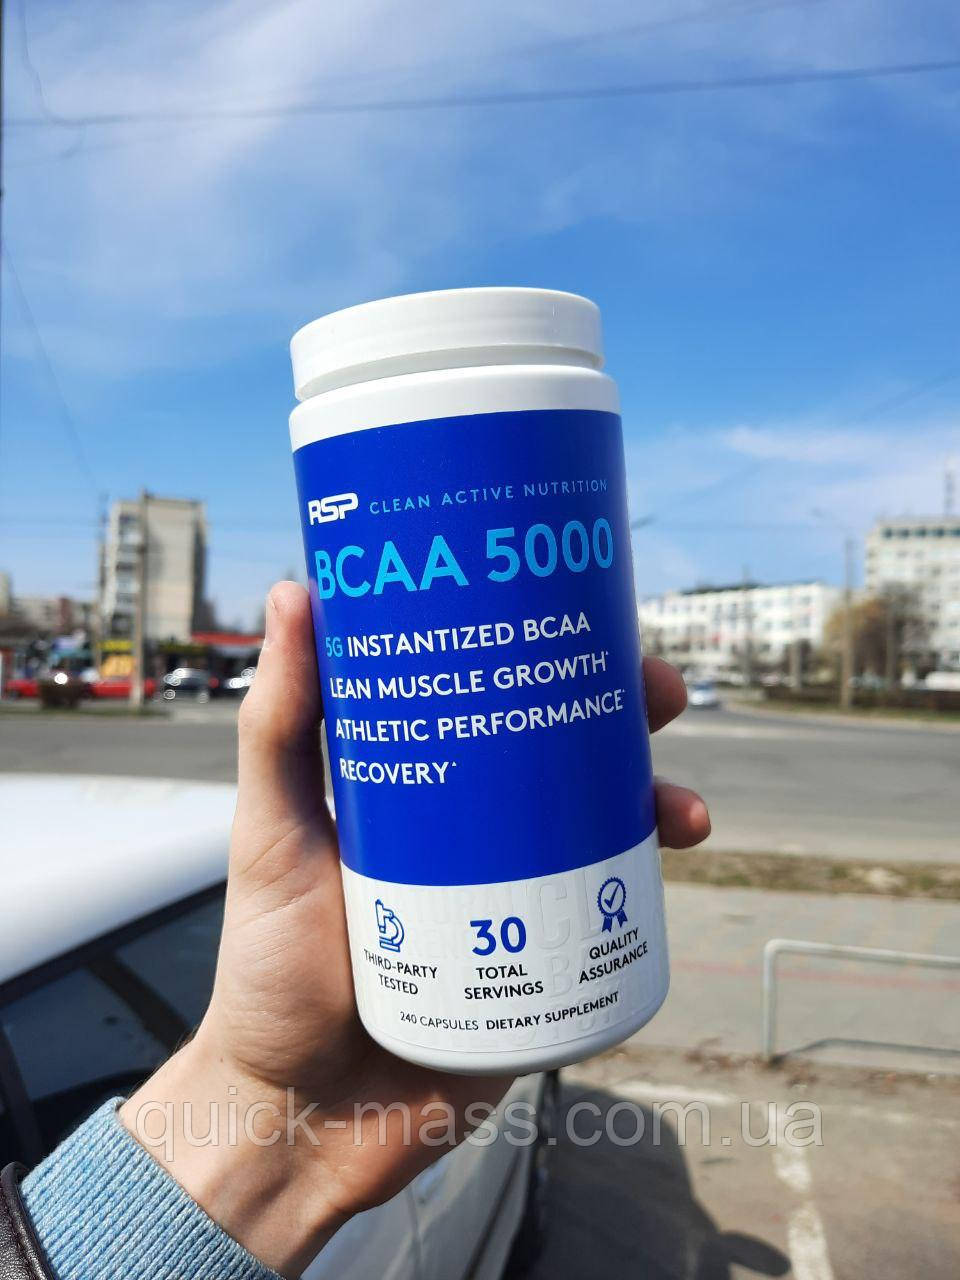 RSP CLEAN ACTIVE NUTRITION
BCAA 5000
5G INSTANTIZED BCAA
LEAN MUSCLE GROWTH*
ATHLETIC PERFORMANCE*
RECOVERY*
THIRD-PARTY
TESTED
30
TOTAL
SERVINGS
QUALITY
ASSURANCE
240 CAPSULES DIETARY SUPPLEMENT
quick-mass.com.ua